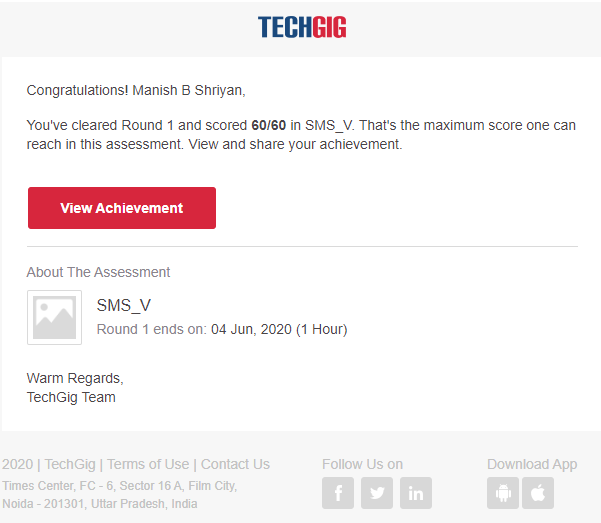 TECHGIG
Congratulations! Manish B Shriyan,
You've cleared Round 1 and scored 60/60 in SMS_V. That's the maximum score one can
reach in this assessment. View and share your achievement.
View Achievement
About The Assessment
SMS_V
Round 1 ends on: 04 Jun, 2020 (1 Hour)
Warm Regards,
TechGig Team
2020 | TechGig | Terms of Use | Contact Us
Times Center, FC - 6, Sector 16 A, Film City,
Noida - 201301, Uttar Pradesh, India
Follow Us on
Download App